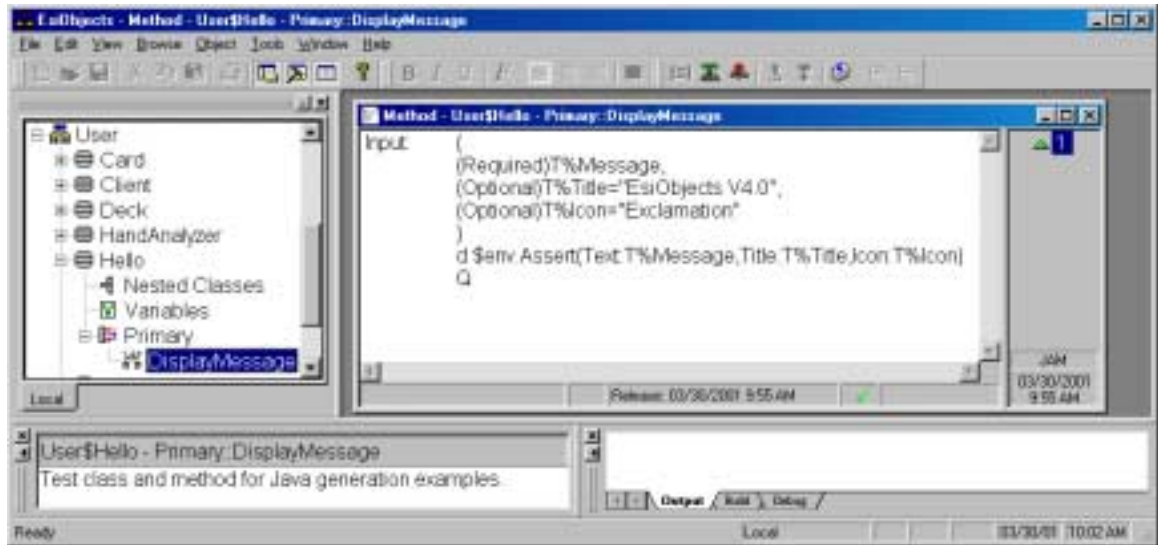 EsiObjects - Method - User$Hello - Primary::DisplayMessage
File Edit View Browse Object Tools Window Help
User
Card
Client
Deck
HandAnalyzer
Hello
Nested Classes
Variables
Primary
DisplayMessage
Local
Method - User$Hello - Primary::DisplayMessage
Input: (
(Required)T%Message,
(Optional)T%Title="EsiObjects V4.0",
(Optional)T%Icon="Exclamation"
)
d $env.Assert(Text:T%Message,Title:T%Title,Icon:T%Icon)
Q
1
JAM
03/30/2001
9:55 AM
Release: 03/30/2001 9:55 AM
User$Hello - Primary::DisplayMessage
Test class and method for Java generation examples.
Output Build Debug
Ready
Local
03/30/01 10:02 AM